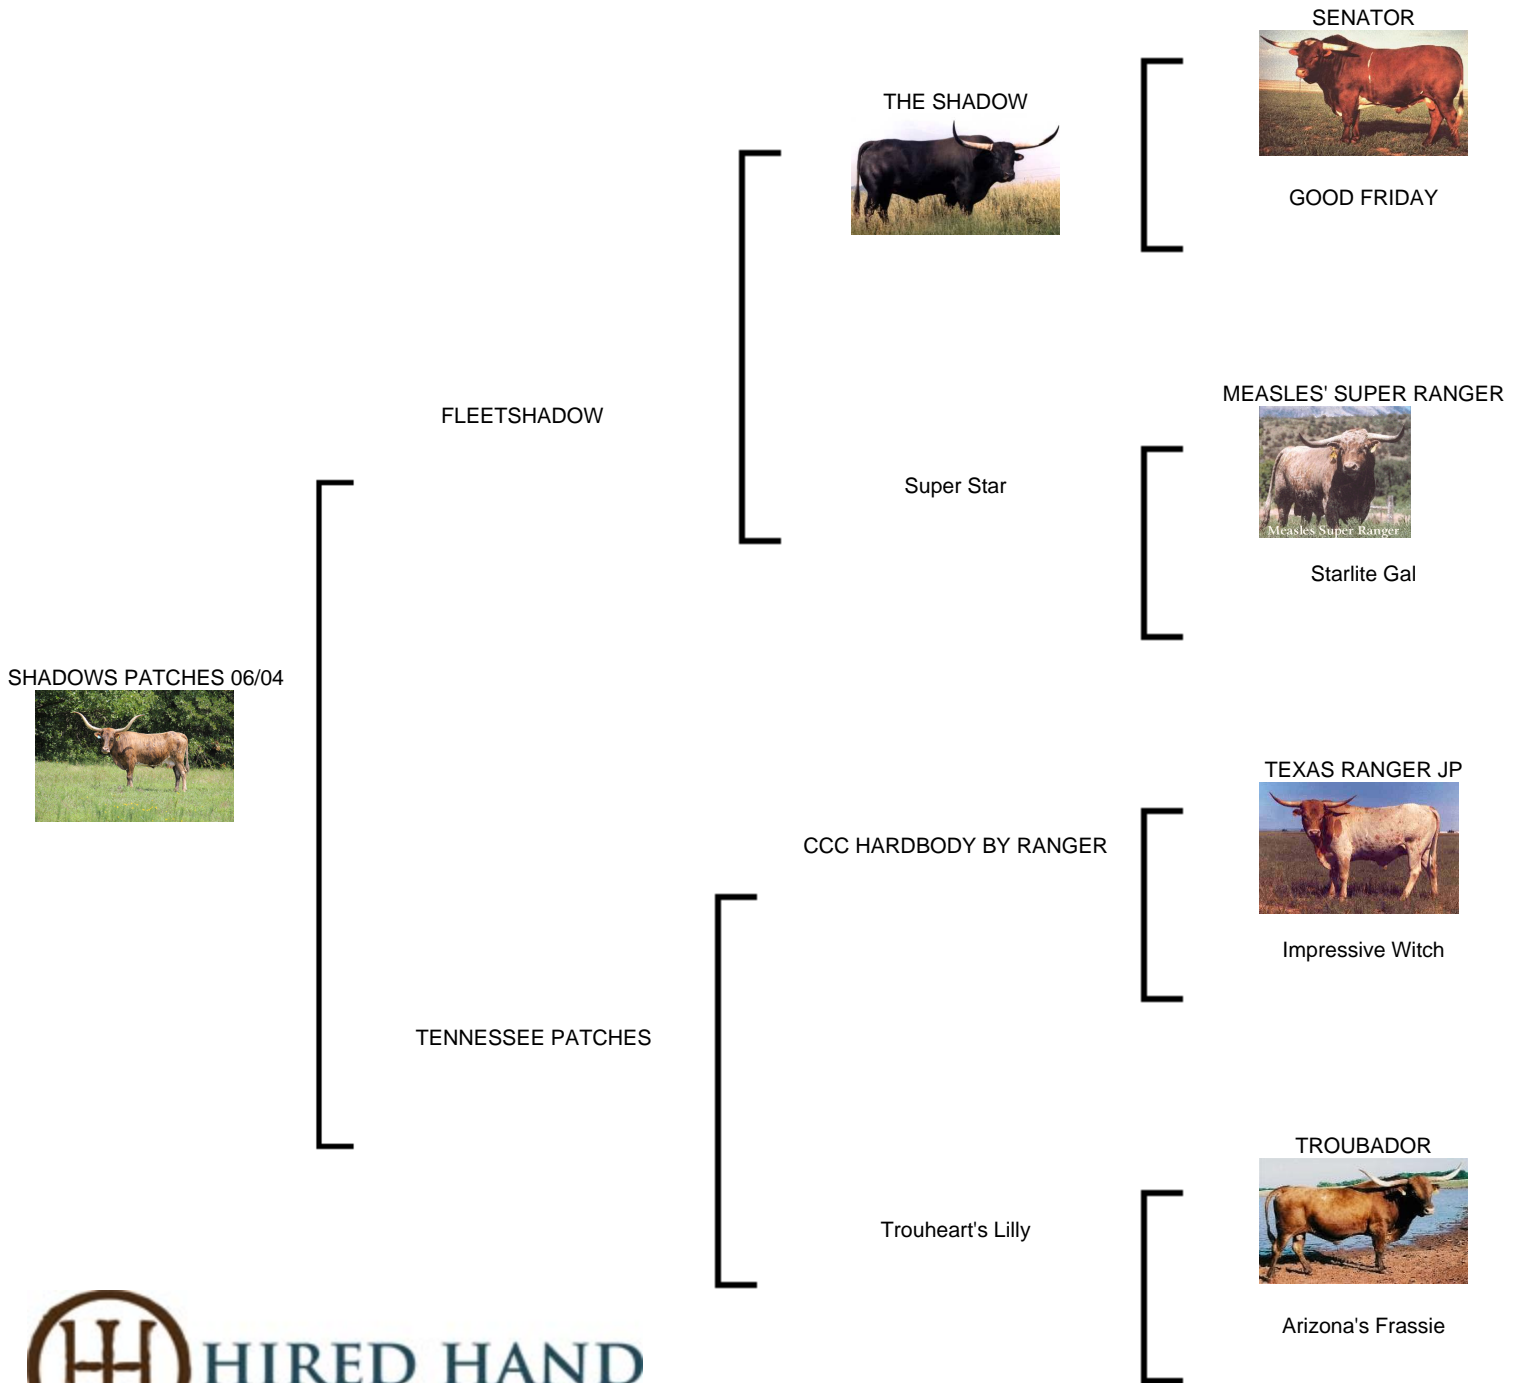 SENATOR
THE SHADOW
GOOD FRIDAY
FLEETSHADOW
MEASLES' SUPER RANGER
Measles Super Ranger
Super Star
Starlite Gal
SHADOWS PATCHES 06/04
TEXAS RANGER JP
CCC HARDBODY BY RANGER
Impressive Witch
TENNESSEE PATCHES
TROUBADOR
Trouheart's Lilly
Arizona's Frassie
HIRED HAND